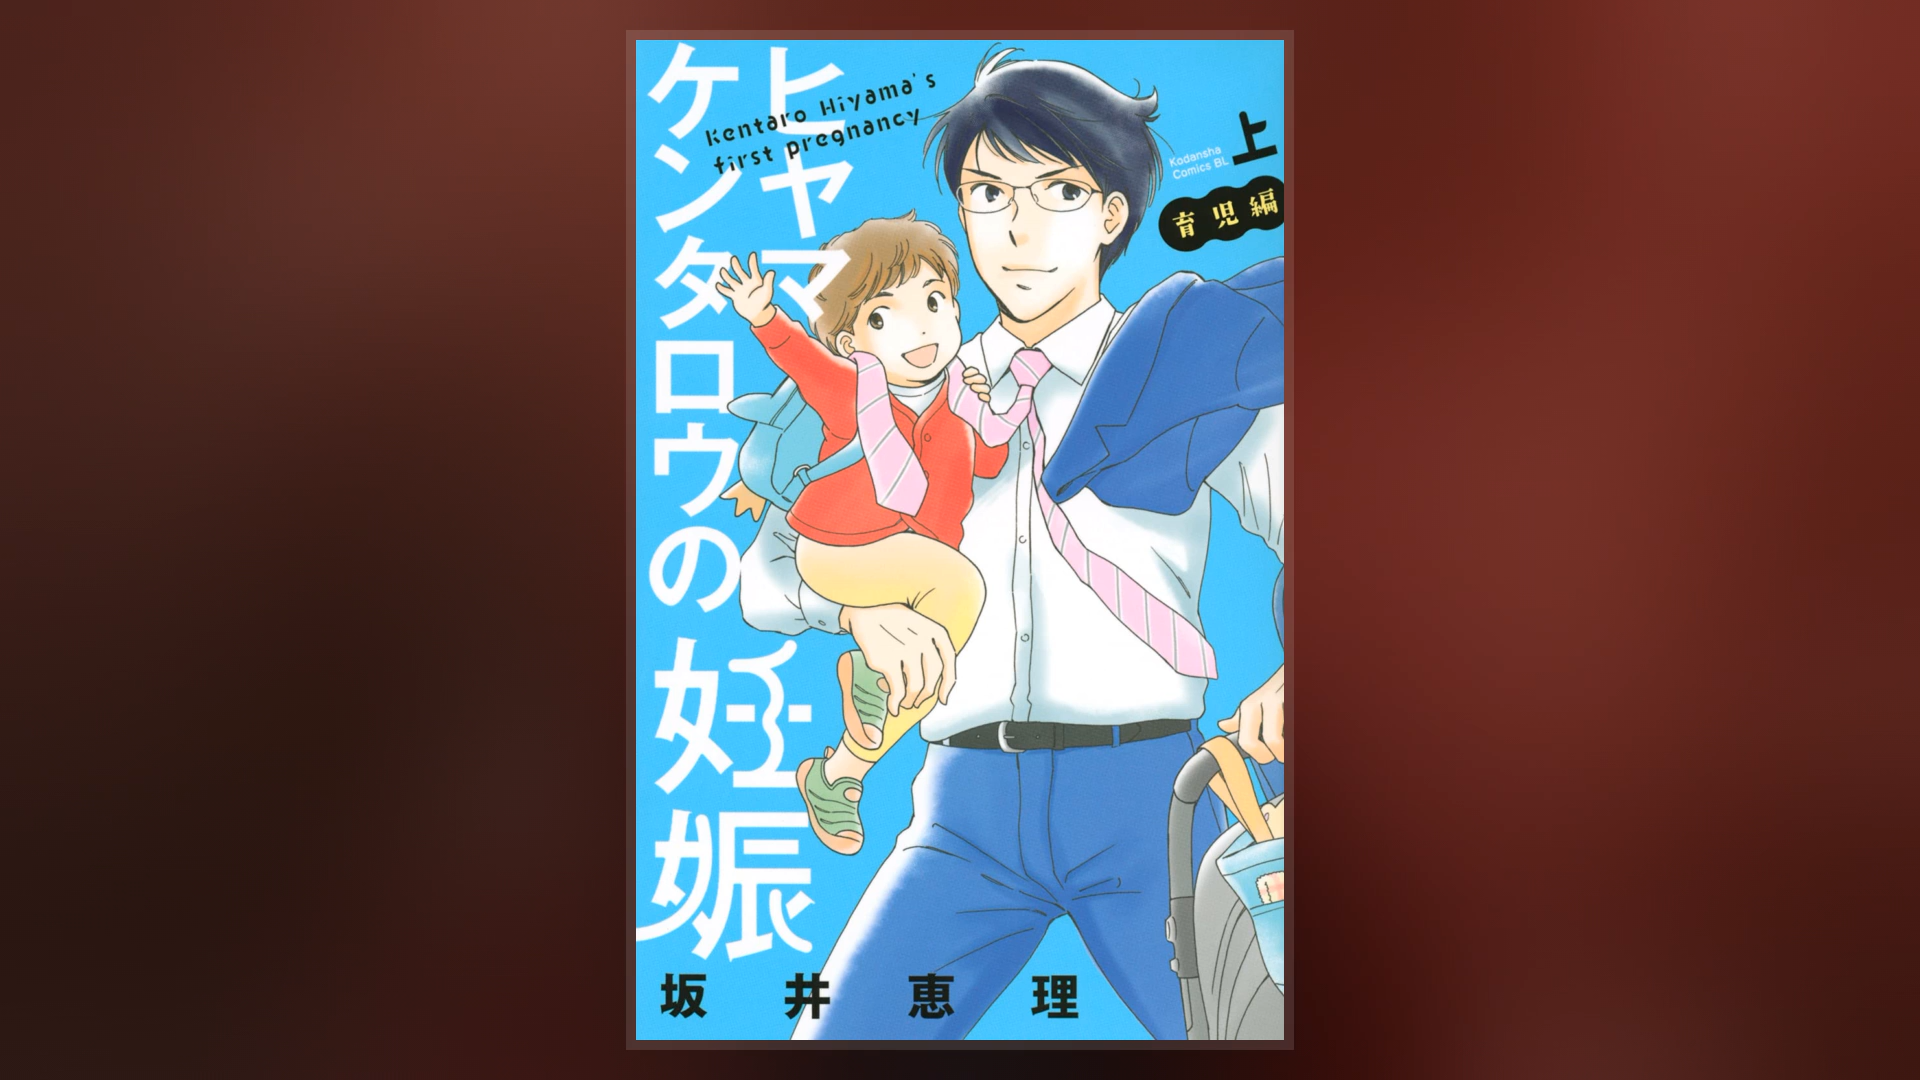 ヒヤマ
ケンタロウの妊娠
Kentaro Hiyama's
first pregnancy
上
Kodansha
Comics BL
育児編
坂井恵理